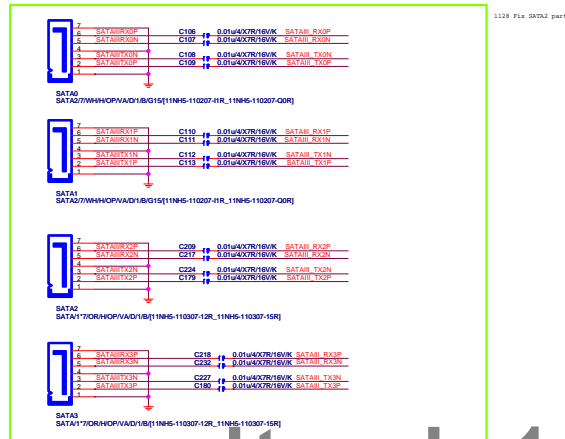 1128 Fix SATA2 part
7
6 SATAIIIRX0P C106 0.01u/4/X7R/16V/K SATAIII_RX0P
5 SATAIIIRX0N C107 0.01u/4/X7R/16V/K SATAIII_RX0N
4
3 SATAIIITX0N C108 0.01u/4/X7R/16V/K SATAIII_TX0N
2 SATAIIITX0P C109 0.01u/4/X7R/16V/K SATAIII_TX0P
1
SATA0
SATA2/7/WH/H/OP/VA/D/1/B/G15/[11NH5-110207-I1R_11NH5-110207-Q0R]
7
6 SATAIIIRX1P C110 0.01u/4/X7R/16V/K SATAIII_RX1P
5 SATAIIIRX1N C111 0.01u/4/X7R/16V/K SATAIII_RX1N
4
3 SATAIIITX1N C112 0.01u/4/X7R/16V/K SATAIII_TX1N
2 SATAIIITX1P C113 0.01u/4/X7R/16V/K SATAIII_TX1P
1
SATA1
SATA2/7/WH/H/OP/VA/D/1/B/G15/[11NH5-110207-I1R_11NH5-110207-Q0R]
7
6 SATAIIIRX2P C209 0.01u/4/X7R/16V/K SATAIII_RX2P
5 SATAIIIRX2N C217 0.01u/4/X7R/16V/K SATAIII_RX2N
4
3 SATAIIITX2N C224 0.01u/4/X7R/16V/K SATAIII_TX2N
2 SATAIIITX2P C179 0.01u/4/X7R/16V/K SATAIII_TX2P
1
SATA2
SATA/1*7/OR/H/OP/VA/D/1/B/[11NH5-110307-12R_11NH5-110307-15R]
7
6 SATAIIIRX3P C218 0.01u/4/X7R/16V/K SATAIII_RX3P
5 SATAIIIRX3N C232 0.01u/4/X7R/16V/K SATAIII_RX3N
4
3 SATAIIITX3N C227 0.01u/4/X7R/16V/K SATAIII_TX3N
2 SATAIIITX3P C180 0.01u/4/X7R/16V/K SATAIII_TX3P
1
SATA3
SATA/1*7/OR/H/OP/VA/D/1/B/[11NH5-110307-12R_11NH5-110307-15R]